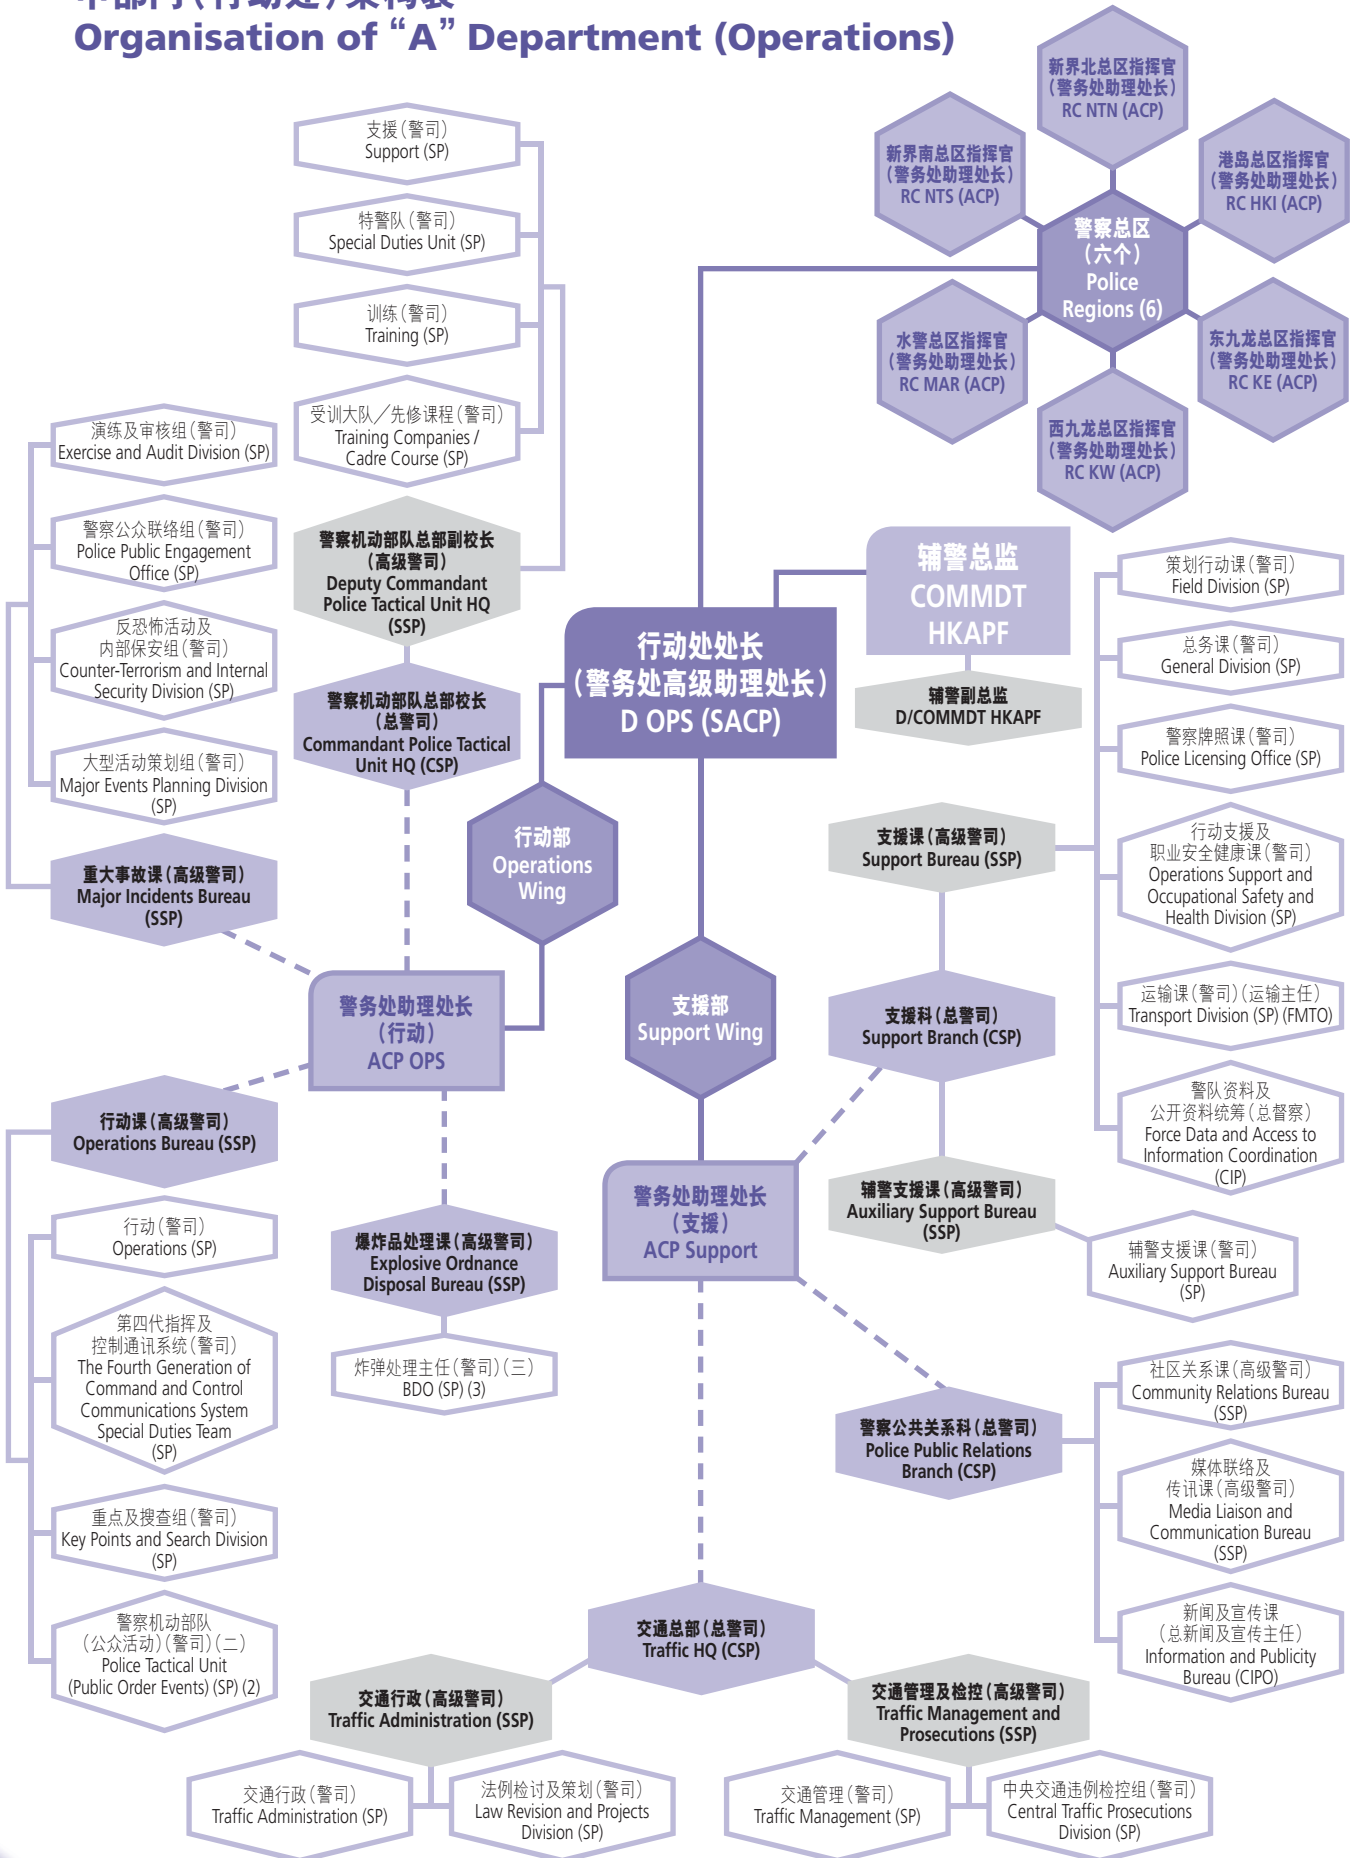 Organisation of “A” Department (Operations)
新界北总区指挥官
（警务处助理处长）
RC NTN (ACP)
新界南总区指挥官
（警务处助理处长）
RC NTS (ACP)
港岛总区指挥官
（警务处助理处长）
RC HKI (ACP)
警察总区
（六个）
Police
Regions (6)
水警总区指挥官
（警务处助理处长）
RC MAR (ACP)
东九龙总区指挥官
（警务处助理处长）
RC KE (ACP)
西九龙总区指挥官
（警务处助理处长）
RC KW (ACP)
支援（警司）
Support (SP)
特警队（警司）
Special Duties Unit (SP)
训练（警司）
Training (SP)
受训大队／先修课程（警司）
Training Companies /
Cadre Course (SP)
警察机动部队总部副校长
（高级警司）
Deputy Commandant
Police Tactical Unit HQ
(SSP)
警察机动部队总部校长
（总警司）
Commandant Police Tactical
Unit HQ (CSP)
演练及审核组（警司）
Exercise and Audit Division (SP)
警察公众联络组（警司）
Police Public Engagement
Office (SP)
反恐怖活动及
内部保安组（警司）
Counter-Terrorism and Internal
Security Division (SP)
大型活动策划组（警司）
Major Events Planning Division
(SP)
重大事故课（高级警司）
Major Incidents Bureau
(SSP)
行动处处长
（警务处高级助理处长）
D OPS (SACP)
辅警总监
COMMDT
HKAPF
辅警副总监
D/COMMDT HKAPF
行动部
Operations
Wing
支援部
Support Wing
警务处助理处长
（行动）
ACP OPS
行动课（高级警司）
Operations Bureau (SSP)
行动（警司）
Operations (SP)
第四代指挥及
控制通讯系统（警司）
The Fourth Generation of
Command and Control
Communications System
Special Duties Team
(SP)
重点及搜查组（警司）
Key Points and Search Division
(SP)
警察机动部队
（公众活动）（警司）（二）
Police Tactical Unit
(Public Order Events) (SP) (2)
爆炸品处理课（高级警司）
Explosive Ordnance
Disposal Bureau (SSP)
炸弹处理主任（警司）（三）
BDO (SP) (3)
警务处助理处长
（支援）
ACP Support
支援课（高级警司）
Support Bureau (SSP)
支援科（总警司）
Support Branch (CSP)
辅警支援课（高级警司）
Auxiliary Support Bureau
(SSP)
辅警支援课（警司）
Auxiliary Support Bureau
(SP)
策划行动课（警司）
Field Division (SP)
总务课（警司）
General Division (SP)
警察牌照课（警司）
Police Licensing Office (SP)
行动支援及
职业安全健康课（警司）
Operations Support and
Occupational Safety and
Health Division (SP)
运输课（警司）（运输主任）
Transport Division (SP) (FMTO)
警队资料及
公开资料统筹（总督察）
Force Data and Access to
Information Coordination
(CIP)
警察公共关系科（总警司）
Police Public Relations
Branch (CSP)
社区关系课（高级警司）
Community Relations Bureau
(SSP)
媒体联络及
传讯课（高级警司）
Media Liaison and
Communication Bureau
(SSP)
新闻及宣传课
（总新闻及宣传主任）
Information and Publicity
Bureau (CIPO)
交通总部（总警司）
Traffic HQ (CSP)
交通行政（高级警司）
Traffic Administration (SSP)
交通管理及检控（高级警司）
Traffic Management and
Prosecutions (SSP)
交通行政（警司）
Traffic Administration (SP)
法例检讨及策划（警司）
Law Revision and Projects
Division (SP)
交通管理（警司）
Traffic Management (SP)
中央交通违例检控组（警司）
Central Traffic Prosecutions
Division (SP)